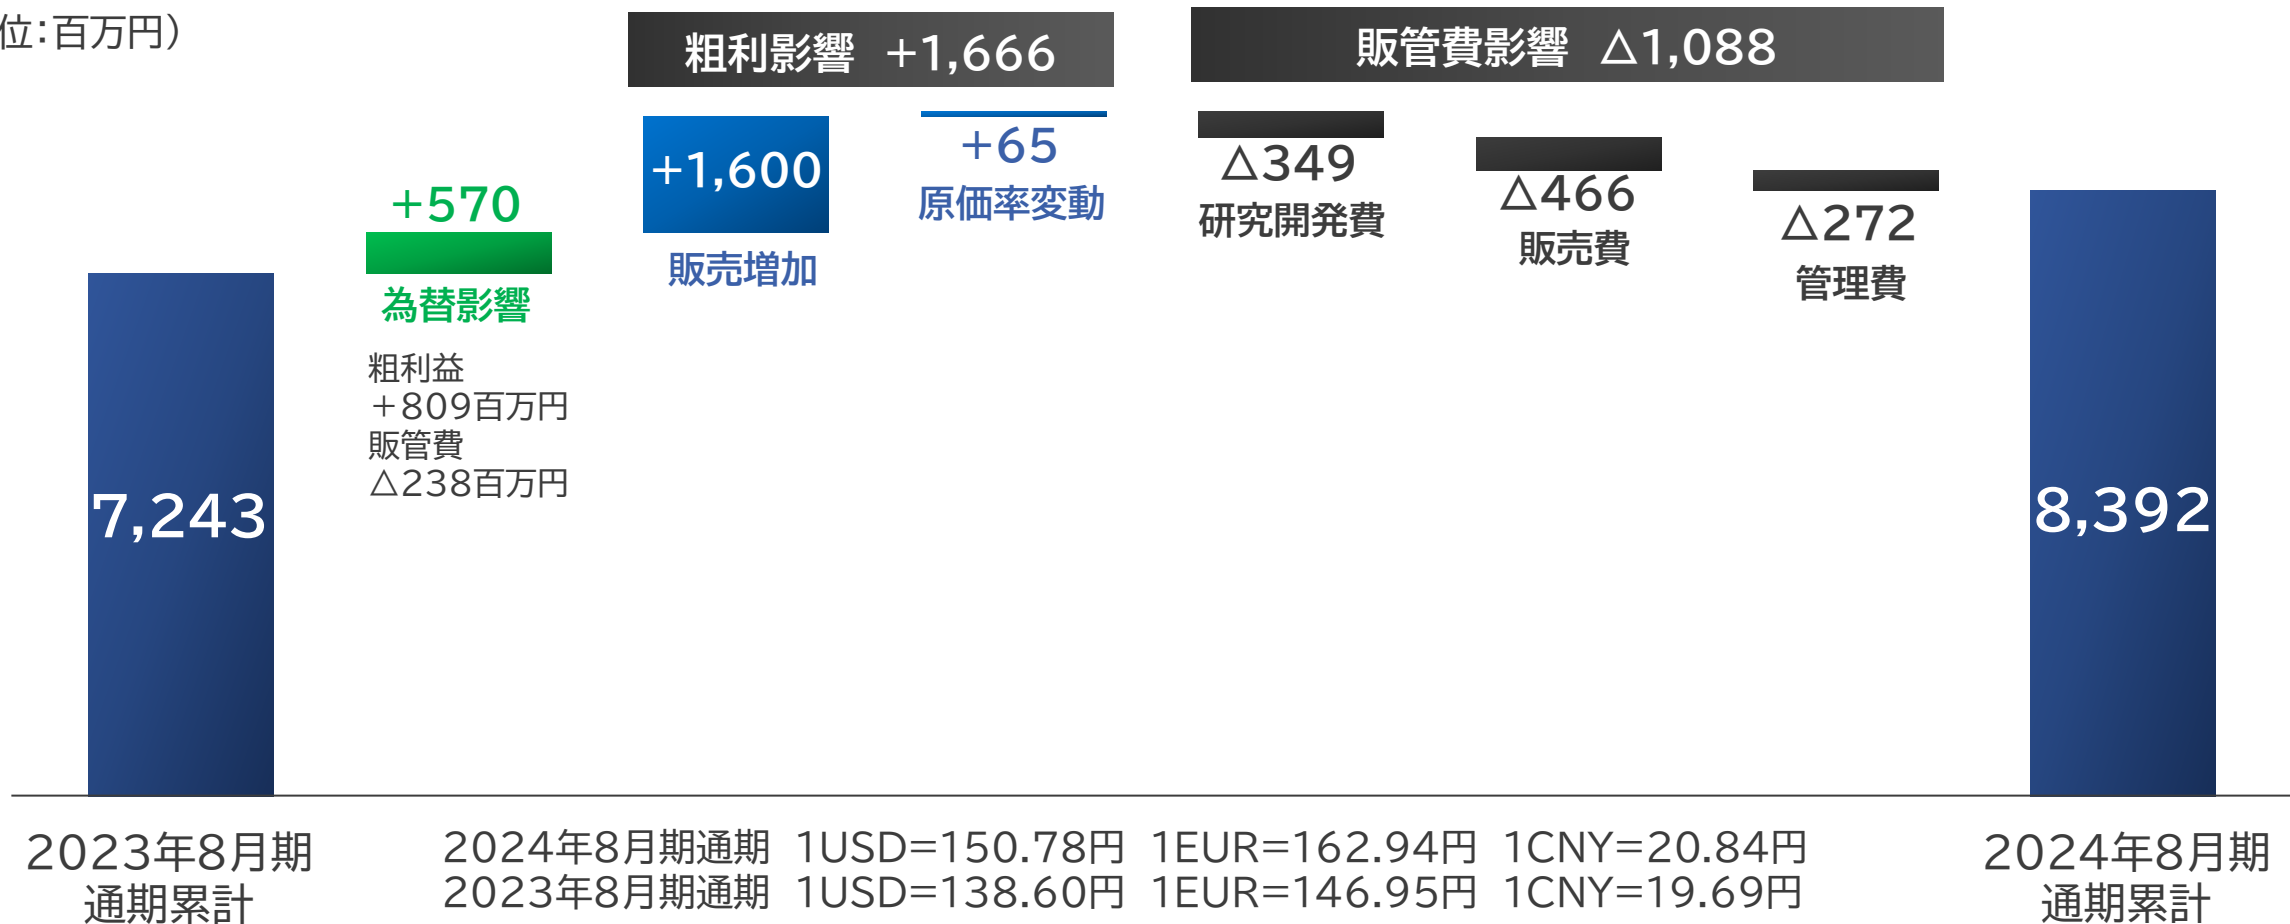 位：百万円）
粗利影響 +1,666
販管費影響 △1,088
+570
為替影響
粗利益
+809百万円
販管費
△238百万円
+1,600
販売増加
+65
原価率変動
△349
研究開発費
△466
販売費
△272
管理費
7,243
8,392
2023年8月期
通期累計
2024年8月期通期 1USD=150.78円 1EUR=162.94円 1CNY=20.84円
2023年8月期通期 1USD=138.60円 1EUR=146.95円 1CNY=19.69円
2024年8月期
通期累計